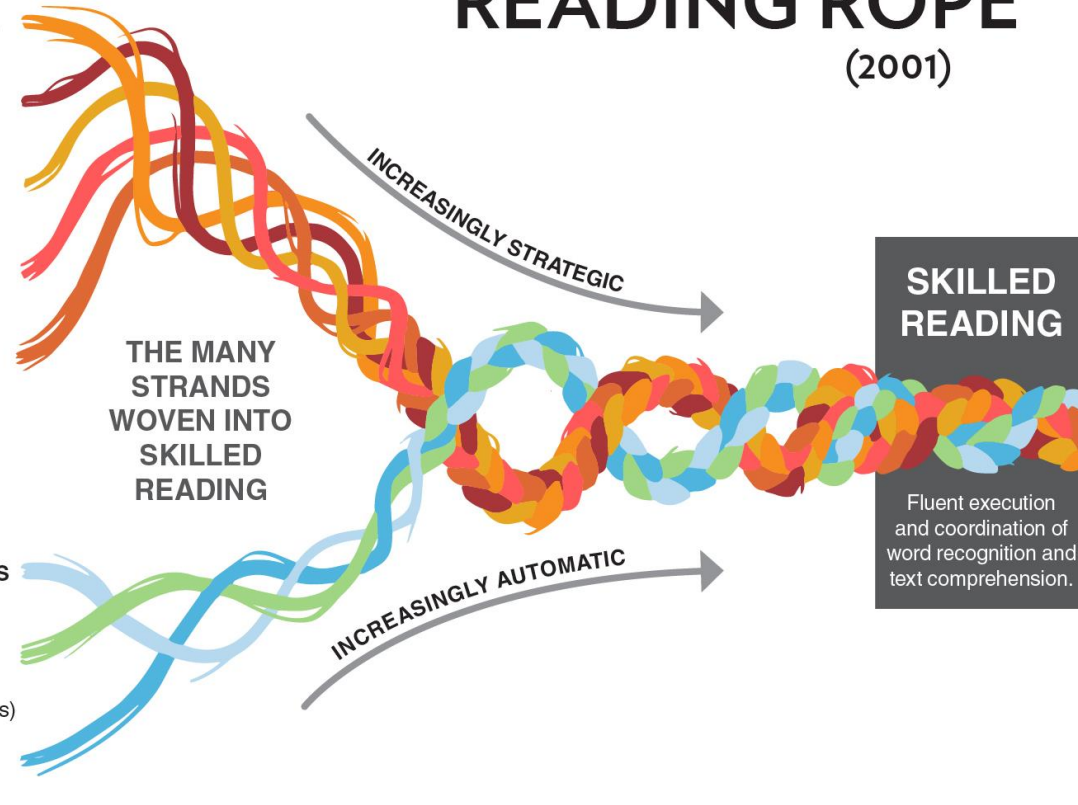 READING ROPE
(2001)
INCREASINGLY STRATEGIC
SKILLED
READING
THE MANY
STRANDS
WOVEN INTO
SKILLED
READING
Fluent execution
and coordination of
word recognition and
text comprehension.
INCREASINGLY AUTOMATIC
S
s)